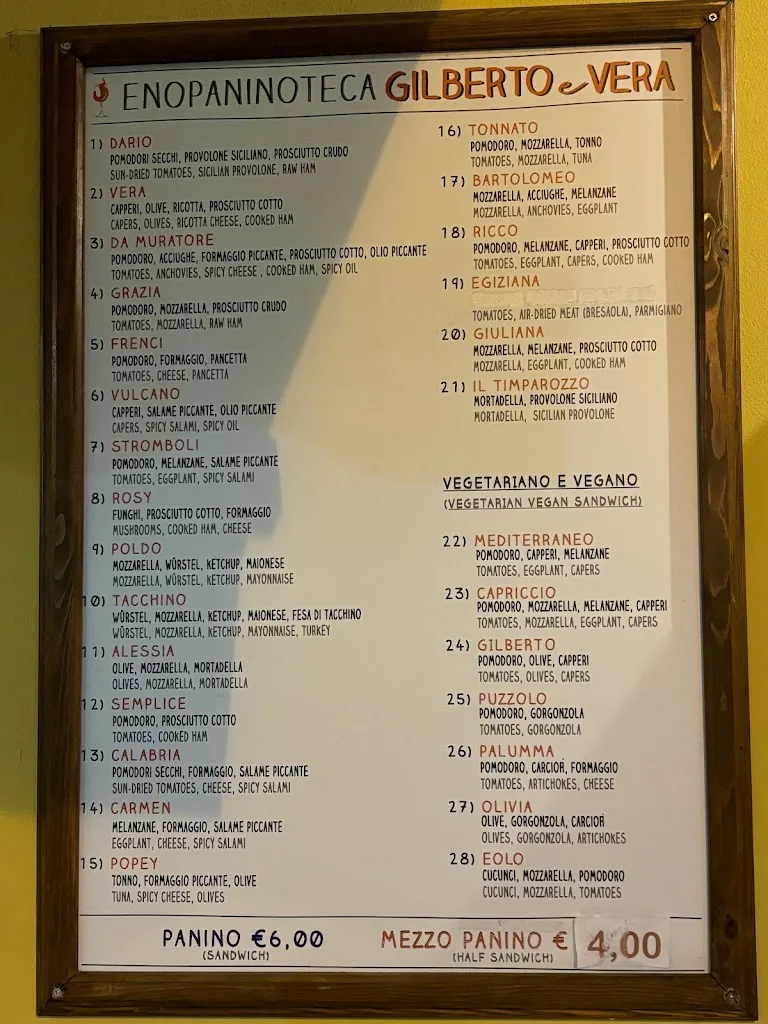 ENOPANINOTECA GILBERTO e VERA
1) DARIO
POMODORI SECCHI, PROVOLONE SICILIANO, PROSCIUTTO CRUDO
SUN-DRIED TOMATOES, SICILIAN PROVOLONE, RAW HAM
2) VERA
CAPPERI, OLIVE, RICOTTA, PROSCIUTTO COTTO
CAPERS, OLIVES, RICOTTA CHEESE, COOKED HAM
3) DA MURATORE
POMODORO, ACCIUGHE, FORMAGGIO PICCANTE, PROSCIUTTO COTTO, OLIO PICCANTE
TOMATOES, ANCHOVIES, SPICY CHEESE , COOKED HAM, SPICY OIL
4) GRAZIA
POMODORO, MOZZARELLA, PROSCIUTTO CRUDO
TOMATOES, MOZZARELLA, RAW HAM
5) FRENCI
POMODORO, FORMAGGIO, PANCETTA
TOMATOES, CHEESE, PANCETTA
6) VULCANO
CAPPERI, SALAME PICCANTE, OLIO PICCANTE
CAPERS, SPICY SALAMI, SPICY OIL
7) STROMBOLI
POMODORO, MELANZANE, SALAME PICCANTE
TOMATOES, EGGPLANT, SPICY SALAMI
8) ROSY
FUNGHI, PROSCIUTTO COTTO, FORMAGGIO
MUSHROOMS, COOKED HAM, CHEESE
9) POLDO
MOZZARELLA, WÜRSTEL, KETCHUP, MAIONESE
MOZZARELLA, WÜRSTEL, KETCHUP, MAYONNAISE
10) TACCHINO
WÜRSTEL, MOZZARELLA, KETCHUP, MAIONESE, FESA DI TACCHINO
WÜRSTEL, MOZZARELLA, KETCHUP, MAYONNAISE, TURKEY
11) ALESSIA
OLIVE, MOZZARELLA, MORTADELLA
OLIVES, MOZZARELLA, MORTADELLA
12) SEMPLICE
POMODORO, PROSCIUTTO COTTO
TOMATOES, COOKED HAM
13) CALABRIA
POMODORI SECCHI, FORMAGGIO, SALAME PICCANTE
SUN-DRIED TOMATOES, CHEESE, SPICY SALAMI
14) CARMEN
MELANZANE, FORMAGGIO, SALAME PICCANTE
EGGPLANT, CHEESE, SPICY SALAMI
15) POPEY
TONNO, FORMAGGIO PICCANTE, OLIVE
TUNA, SPICY CHEESE, OLIVES
16) TONNATO
POMODORO, MOZZARELLA, TONNO
TOMATOES, MOZZARELLA, TUNA
17) BARTOLOMEO
MOZZARELLA, ACCIUGHE, MELANZANE
MOZZARELLA, ANCHOVIES, EGGPLANT
18) RICCO
POMODORO, MELANZANE, CAPPERI, PROSCIUTTO COTTO
TOMATOES, EGGPLANT, CAPERS, COOKED HAM
19) EGIZIANA
TOMATOES, AIR-DRIED MEAT (BRESAOLA), PARMIGIANO
20) GIULIANA
MOZZARELLA, MELANZANE, PROSCIUTTO COTTO
MOZZARELLA, EGGPLANT, COOKED HAM
21) IL TIMPAROZZO
MORTADELLA, PROVOLONE SICILIANO
MORTADELLA, SICILIAN PROVOLONE
VEGETARIANO E VEGANO
(VEGETARIAN VEGAN SANDWICH)
22) MEDITERRANEO
POMODORO, CAPPERI, MELANZANE
TOMATOES, EGGPLANT, CAPERS
23) CAPRICCIO
POMODORO, MOZZARELLA, MELANZANE, CAPPERI
TOMATOES, MOZZARELLA, EGGPLANT, CAPERS
24) GILBERTO
POMODORO, OLIVE, CAPPERI
TOMATOES, OLIVES, CAPERS
25) PUZZOLO
POMODORO, GORGONZOLA
TOMATOES, GORGONZOLA
26) PALUMMA
POMODORO, CARCIOFI, FORMAGGIO
TOMATOES, ARTICHOKES, CHEESE
27) OLIVIA
OLIVE, GORGONZOLA, CARCIOFI
OLIVES, GORGONZOLA, ARTICHOKES
28) EOLO
CUCUNCI, MOZZARELLA, POMODORO
CUCUNCI, MOZZARELLA, TOMATOES
PANINO €6,00
(SANDWICH)
MEZZO PANINO € 4,00
(HALF SANDWICH)